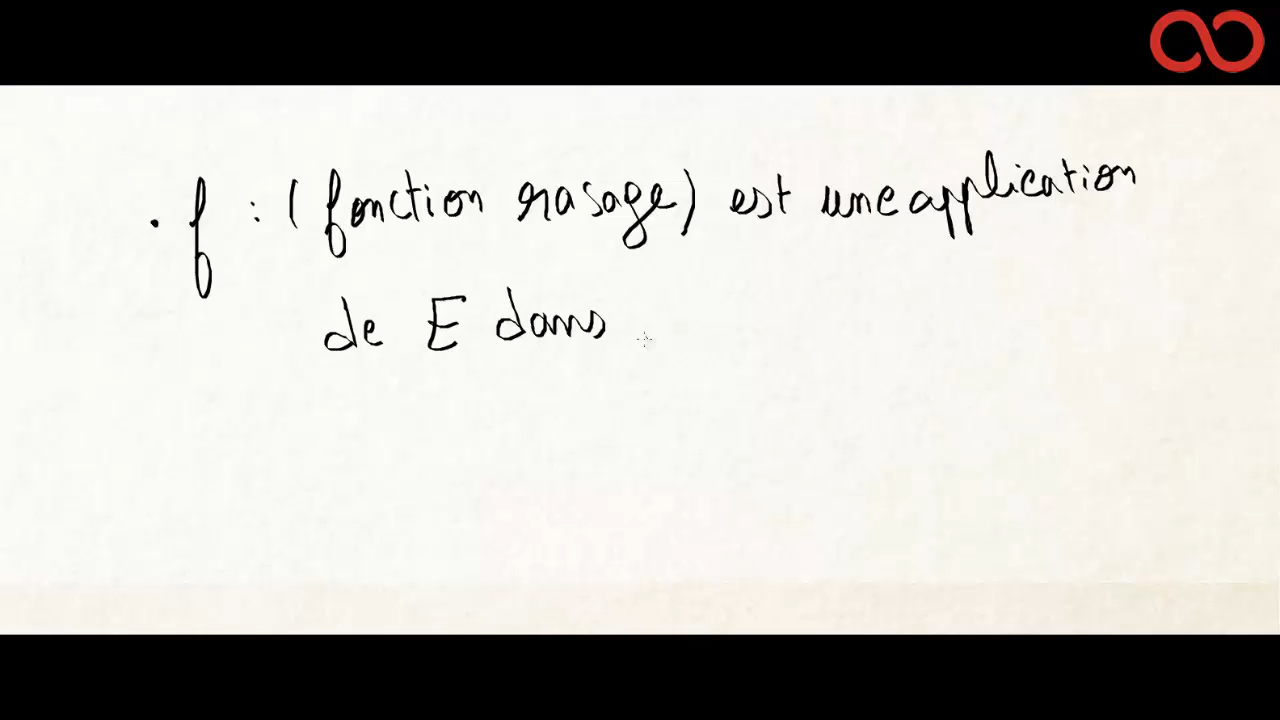 . f : (fonction rasage) est une application
de E dans